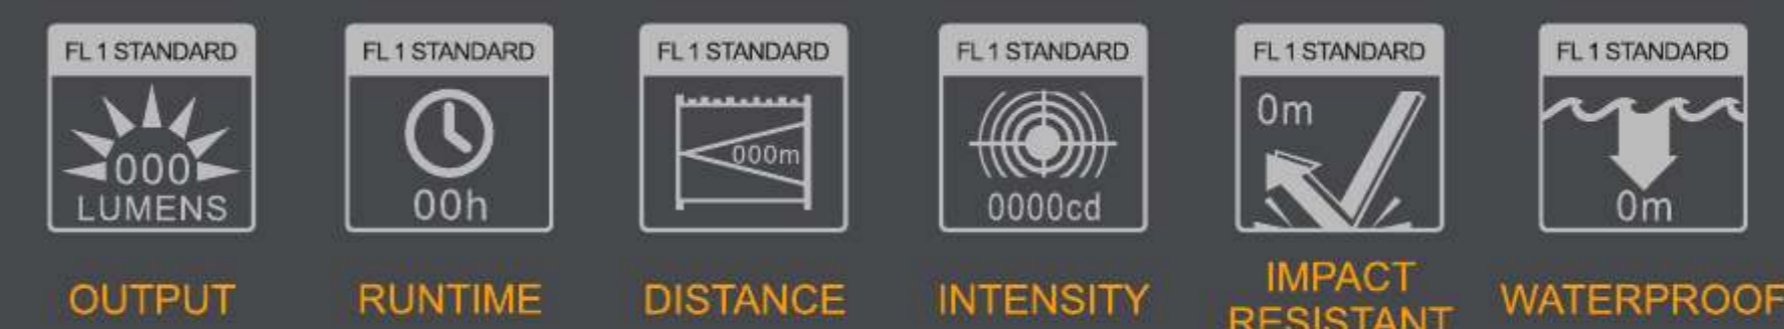 FL 1 STANDARD
000
LUMENS
OUTPUT
FL 1 STANDARD
00h
RUNTIME
FL 1 STANDARD
000m
DISTANCE
FL 1 STANDARD
0000cd
INTENSITY
FL 1 STANDARD
0m
IMPACT
RESISTANT
FL 1 STANDARD
0m
WATERPROOF